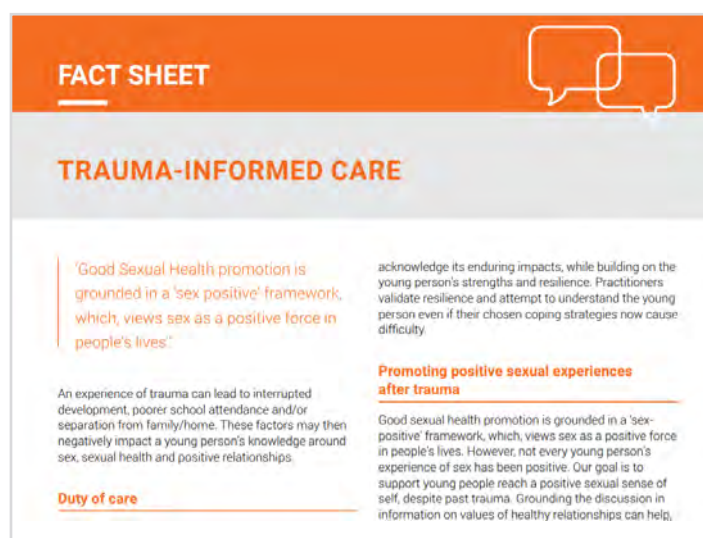 FACT SHEET
TRAUMA-INFORMED CARE
'Good Sexual Health promotion is
grounded in a 'sex positive' framework,
which, views sex as a positive force in
people's lives.'
An experience of trauma can lead to interrupted
development, poorer school attendance and/or
separation from family/home. These factors may then
negatively impact a young person's knowledge around
sex, sexual health and positive relationships.
Duty of care
acknowledge its enduring impacts, while building on the
young person's strengths and resilience. Practitioners
validate resilience and attempt to understand the young
person even if their chosen coping strategies now cause
difficulty.
Promoting positive sexual experiences
after trauma
Good sexual health promotion is grounded in a 'sex-
positive' framework, which, views sex as a positive force
in people's lives. However, not every young person's
experience of sex has been positive. Our goal is to
support young people reach a positive sexual sense of
self, despite past trauma. Grounding the discussion in
information on values of healthy relationships can help,